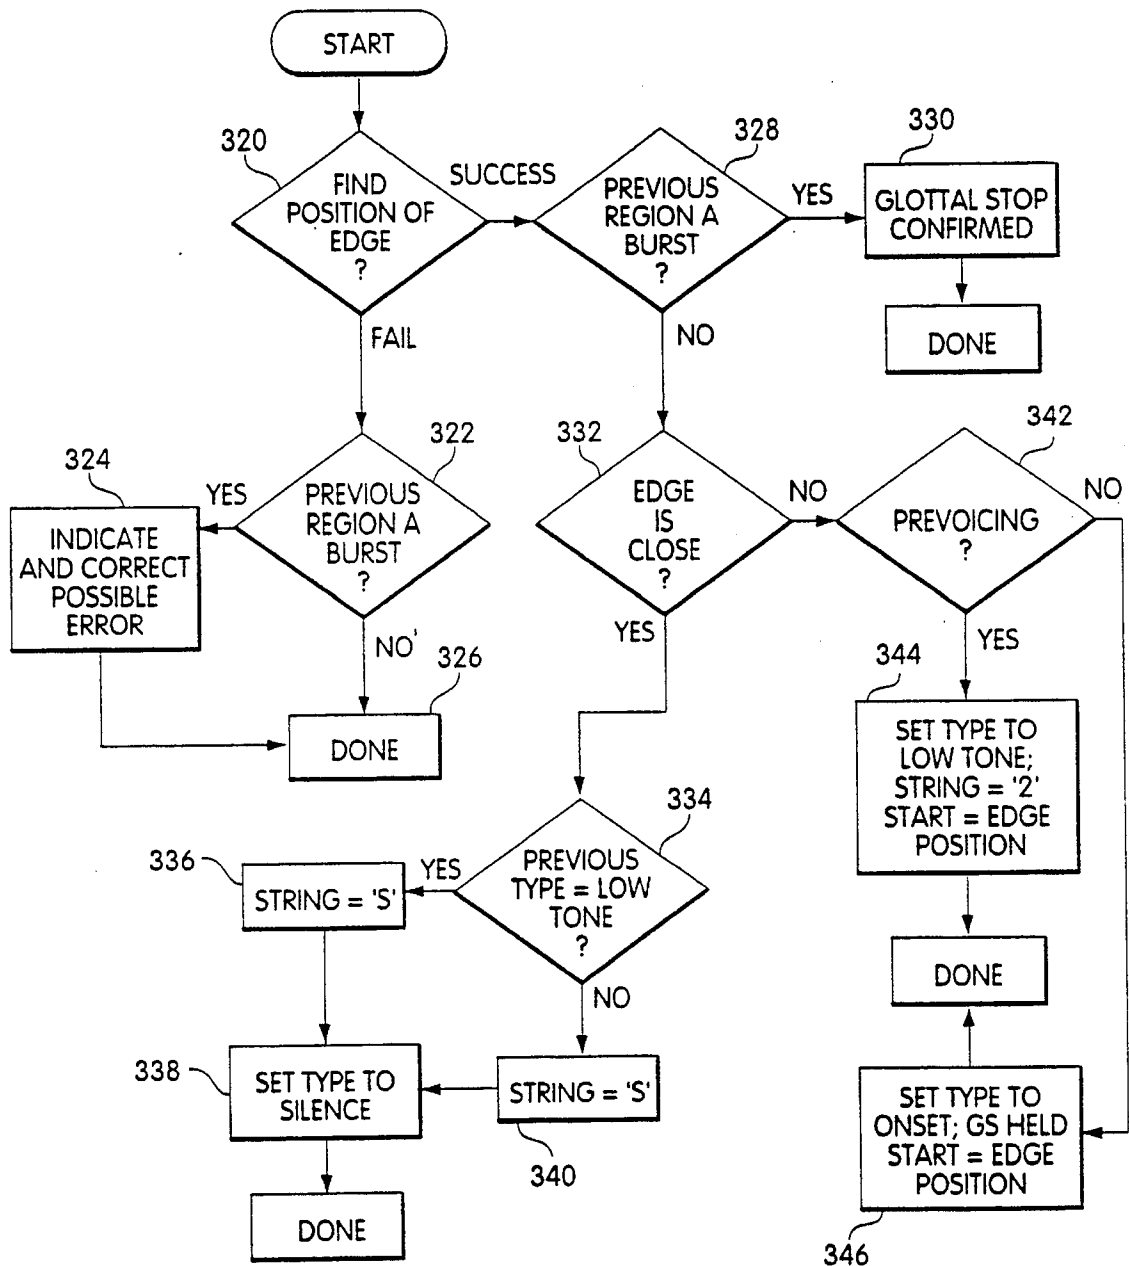 START
320
FIND
POSITION OF
EDGE
?
SUCCESS
328
PREVIOUS
REGION A
BURST
?
YES
330
GLOTTAL STOP
CONFIRMED
DONE
FAIL
NO
322
PREVIOUS
REGION A
BURST
?
YES
324
INDICATE
AND CORRECT
POSSIBLE
ERROR
NO'
326
DONE
332
EDGE
IS
CLOSE
?
NO
342
PREVOICING
?
NO
YES
YES
344
SET TYPE TO
LOW TONE;
STRING = '2'
START = EDGE
POSITION
DONE
334
PREVIOUS
TYPE = LOW
TONE
?
YES
336
STRING = 'S'
NO
338
SET TYPE TO
SILENCE
STRING = 'S'
340
DONE
SET TYPE TO
ONSET; GS HELD
START = EDGE
POSITION
346